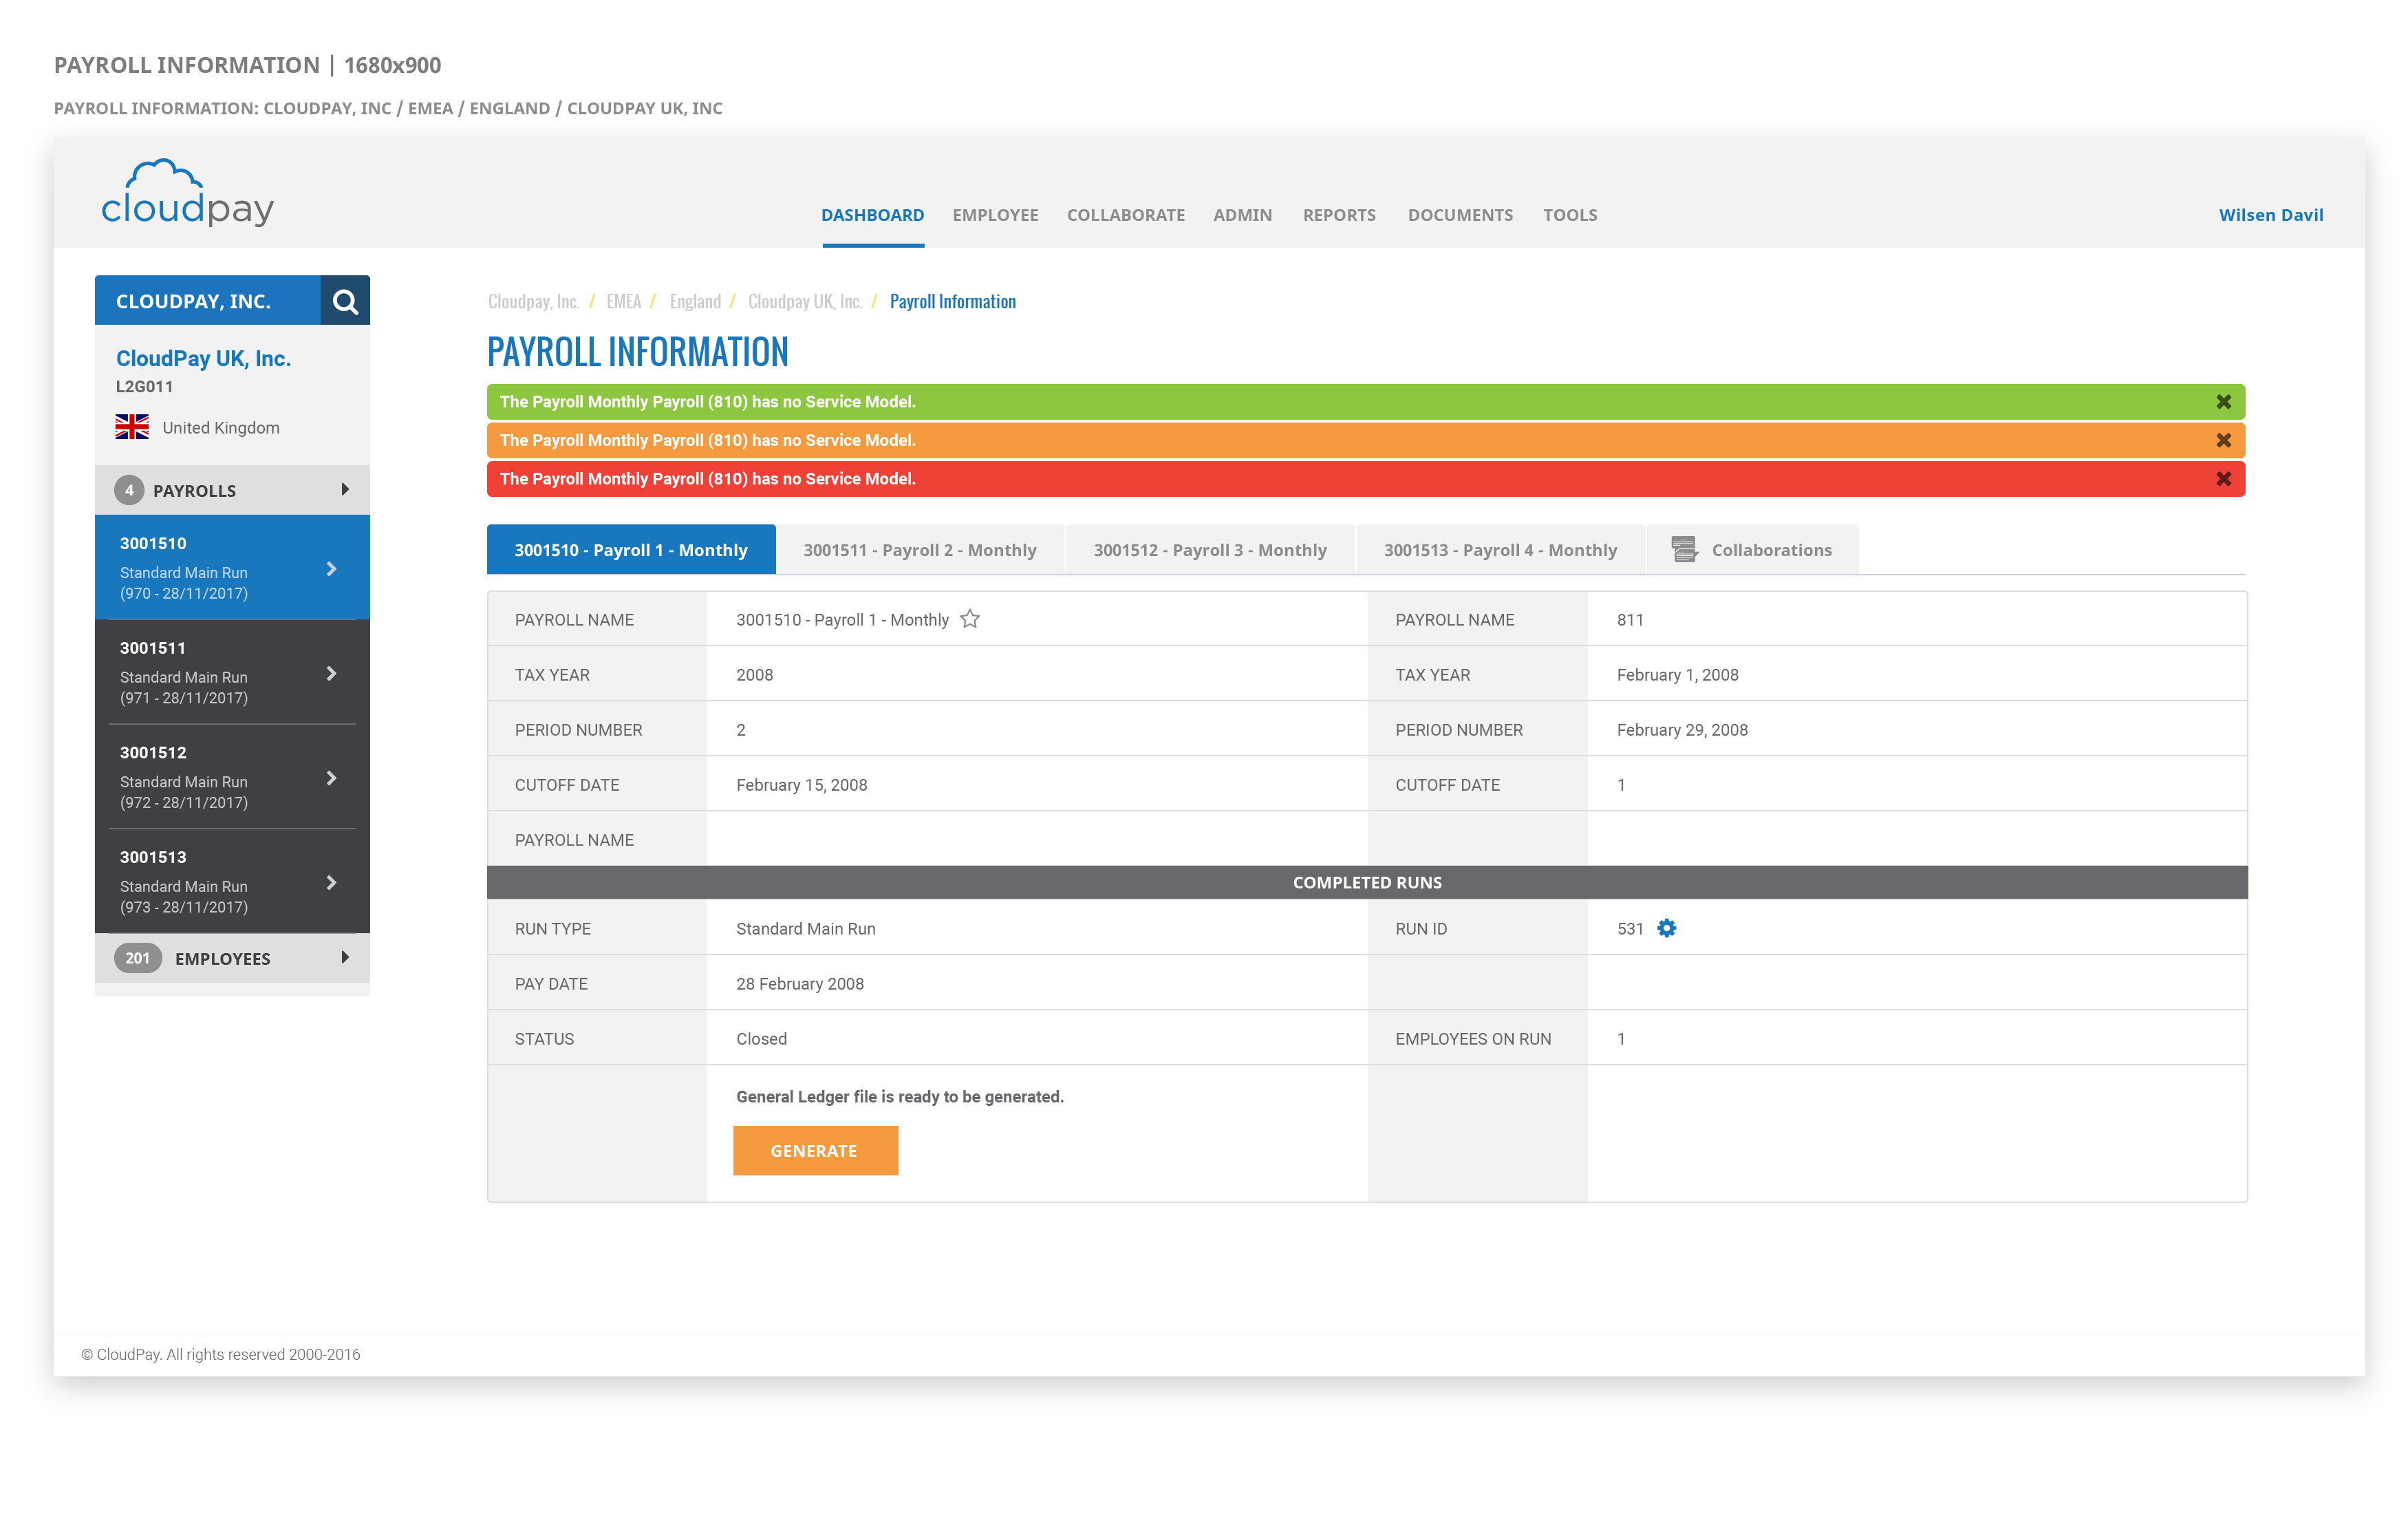 PAYROLL INFORMATION | 1680x900
PAYROLL INFORMATION: CLOUDPAY, INC / EMEA / ENGLAND / CLOUDPAY UK, INC
cloudpay
DASHBOARD EMPLOYEE COLLABORATE ADMIN REPORTS DOCUMENTS TOOLS
Wilsen Davil
CLOUDPAY, INC.
CloudPay UK, Inc.
L2G011
United Kingdom
4 PAYROLLS
3001510
Standard Main Run
(970 - 28/11/2017)
3001511
Standard Main Run
(971 - 28/11/2017)
3001512
Standard Main Run
(972 - 28/11/2017)
3001513
Standard Main Run
(973 - 28/11/2017)
201 EMPLOYEES
Cloudpay, Inc. / EMEA / England / Cloudpay UK, Inc. / Payroll Information
PAYROLL INFORMATION
The Payroll Monthly Payroll (810) has no Service Model.
The Payroll Monthly Payroll (810) has no Service Model.
The Payroll Monthly Payroll (810) has no Service Model.
3001510 - Payroll 1 - Monthly 3001511 - Payroll 2 - Monthly 3001512 - Payroll 3 - Monthly 3001513 - Payroll 4 - Monthly Collaborations
PAYROLL NAME 3001510 - Payroll 1 - Monthly PAYROLL NAME 811
TAX YEAR 2008 TAX YEAR February 1, 2008
PERIOD NUMBER 2 PERIOD NUMBER February 29, 2008
CUTOFF DATE February 15, 2008 CUTOFF DATE 1
PAYROLL NAME
COMPLETED RUNS
RUN TYPE Standard Main Run RUN ID 531
PAY DATE 28 February 2008
STATUS Closed EMPLOYEES ON RUN 1
General Ledger file is ready to be generated.
GENERATE
© CloudPay. All rights reserved 2000-2016